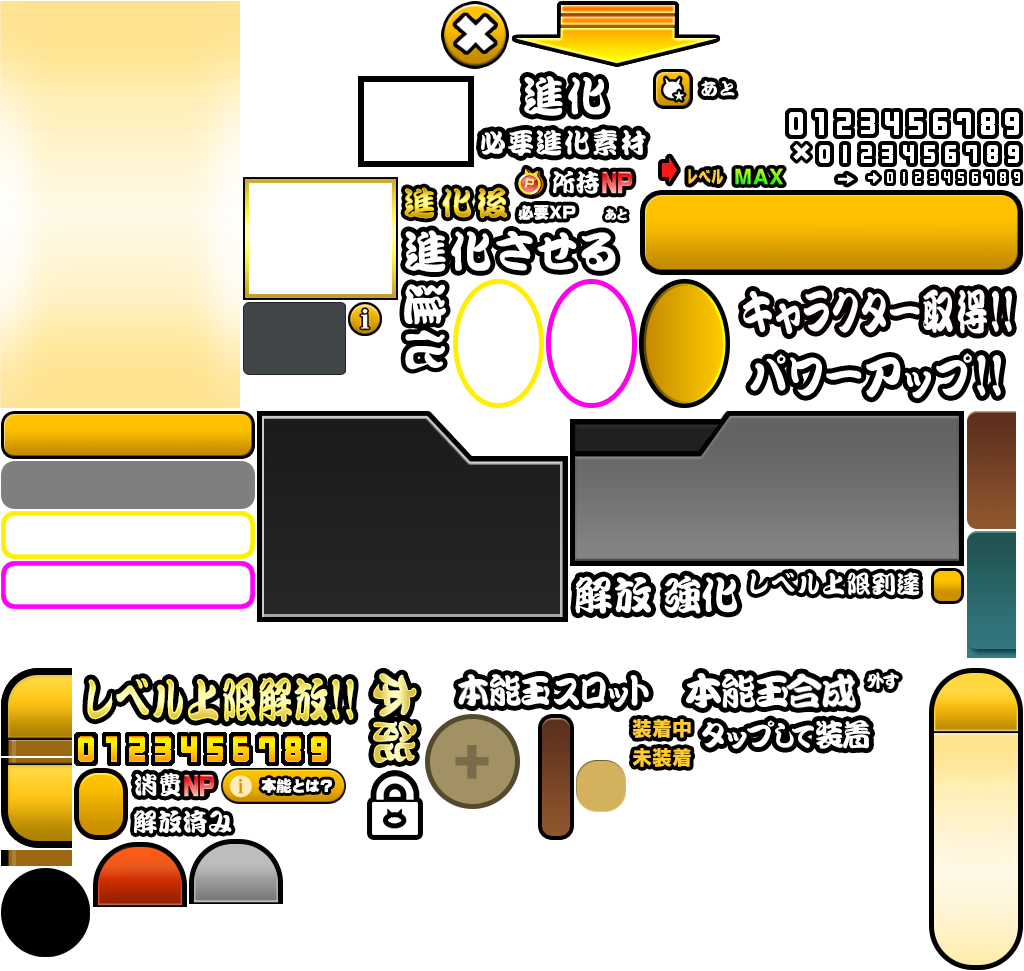 進化
あと
必要進化素材
0123456789
×0123456789
レベル MAX
→ →0123456789
P 所持NP
進化後
必要XP
あと
進化させる
進化
i
キャラクター取得!!
パワーアップ!!
解放
強化
レベル上限到達
レベル上限解放!!
0123456789
本能
本能玉スロット
本能玉合成
外す
装着中
未装着
タップして装着
消費NP
i 本能とは?
解放済み